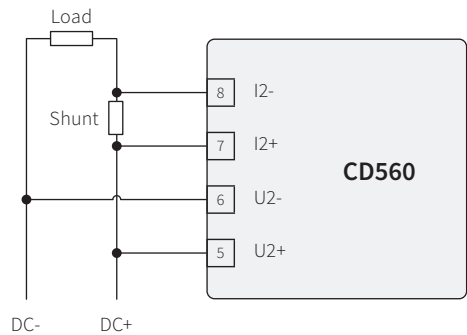 Load
8 I2-
Shunt
7 I2+
CD560
6 U2-
5 U2+
DC- DC+